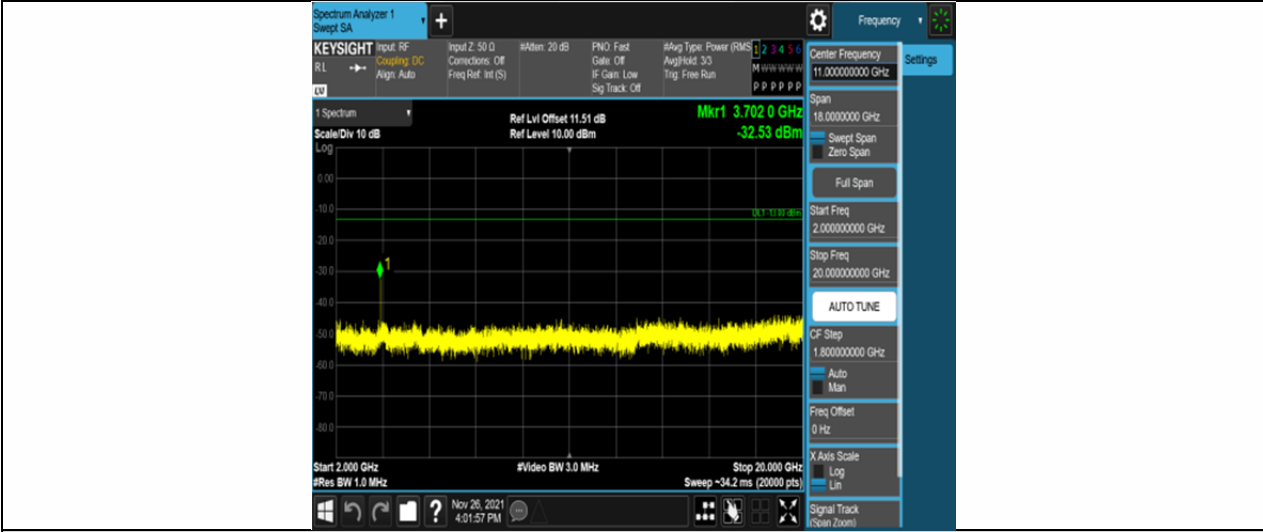 Spectrum Analyzer 1
Swept SA
+
Frequency
KEYSIGHT
RL
LV
Input: RF
Coupling: DC
Align: Auto
Input Z: 50 Ω
Corrections: Off
Freq Ref: Int (S)
#Atten: 20 dB
PNO: Fast
Gate: Off
IF Gain: Low
Sig Track: Off
#Avg Type: Power (RMS
Avg|Hold: 3/3
Trig: Free Run
1 2 3 4 5 6
M W W W W W
P P P P P P
Center Frequency
11.000000000 GHz
Settings
Span
18.0000000 GHz
Swept Span
Zero Span
Full Span
Start Freq
2.000000000 GHz
Stop Freq
20.000000000 GHz
AUTO TUNE
CF Step
1.800000000 GHz
Auto
Man
Freq Offset
0 Hz
X Axis Scale
Log
Lin
Signal Track
(Span Zoom)
1 Spectrum
Scale/Div 10 dB
Ref Lvl Offset 11.51 dB
Ref Level 10.00 dBm
Mkr1 3.702 0 GHz
-32.53 dBm
Log
0.00
-10.0
DL1 -13.00 dBm
-20.0
-30.0
1
-40.0
-50.0
-60.0
-70.0
-80.0
Start 2.000 GHz
#Video BW 3.0 MHz
Stop 20.000 GHz
#Res BW 1.0 MHz
Sweep ~34.2 ms (20000 pts)
?
Nov 26, 2021
4:01:57 PM